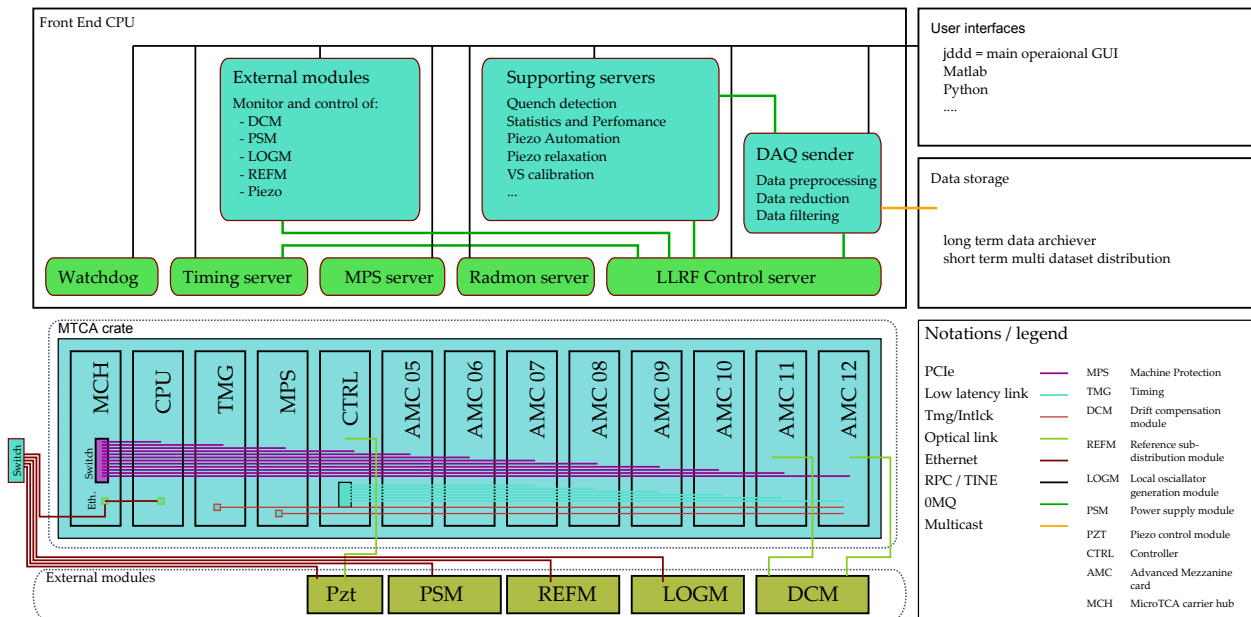 Front End CPU
External modules
Monitor and control of:
- DCM
- PSM
- LOGM
- REFM
- Piezo
Supporting servers
Quench detection
Statistics and Perfomance
Piezo Automation
Piezo relaxation
VS calibration
...
DAQ sender
Data preprocessing
Data reduction
Data filtering
Watchdog
Timing server
MPS server
Radmon server
LLRF Control server
User interfaces
jddd = main operaional GUI
Matlab
Python
....
Data storage
long term data archiever
short term multi dataset distribution
MTCA crate
MCH
CPU
TMG
MPS
CTRL
AMC 05
AMC 06
AMC 07
AMC 08
AMC 09
AMC 10
AMC 11
AMC 12
Switch
Switch
Eth.
External modules
Pzt
PSM
REFM
LOGM
DCM
Notations / legend
PCIe
Low latency link
Tmg/Intlck
Optical link
Ethernet
RPC / TINE
0MQ
Multicast
MPS Machine Protection
TMG Timing
DCM Drift compensation
module
REFM Reference sub-
distribution module
LOGM Local osciallator
generation module
PSM Power supply module
PZT Piezo control module
CTRL Controller
AMC Advanced Mezzanine
card
MCH MicroTCA carrier hub